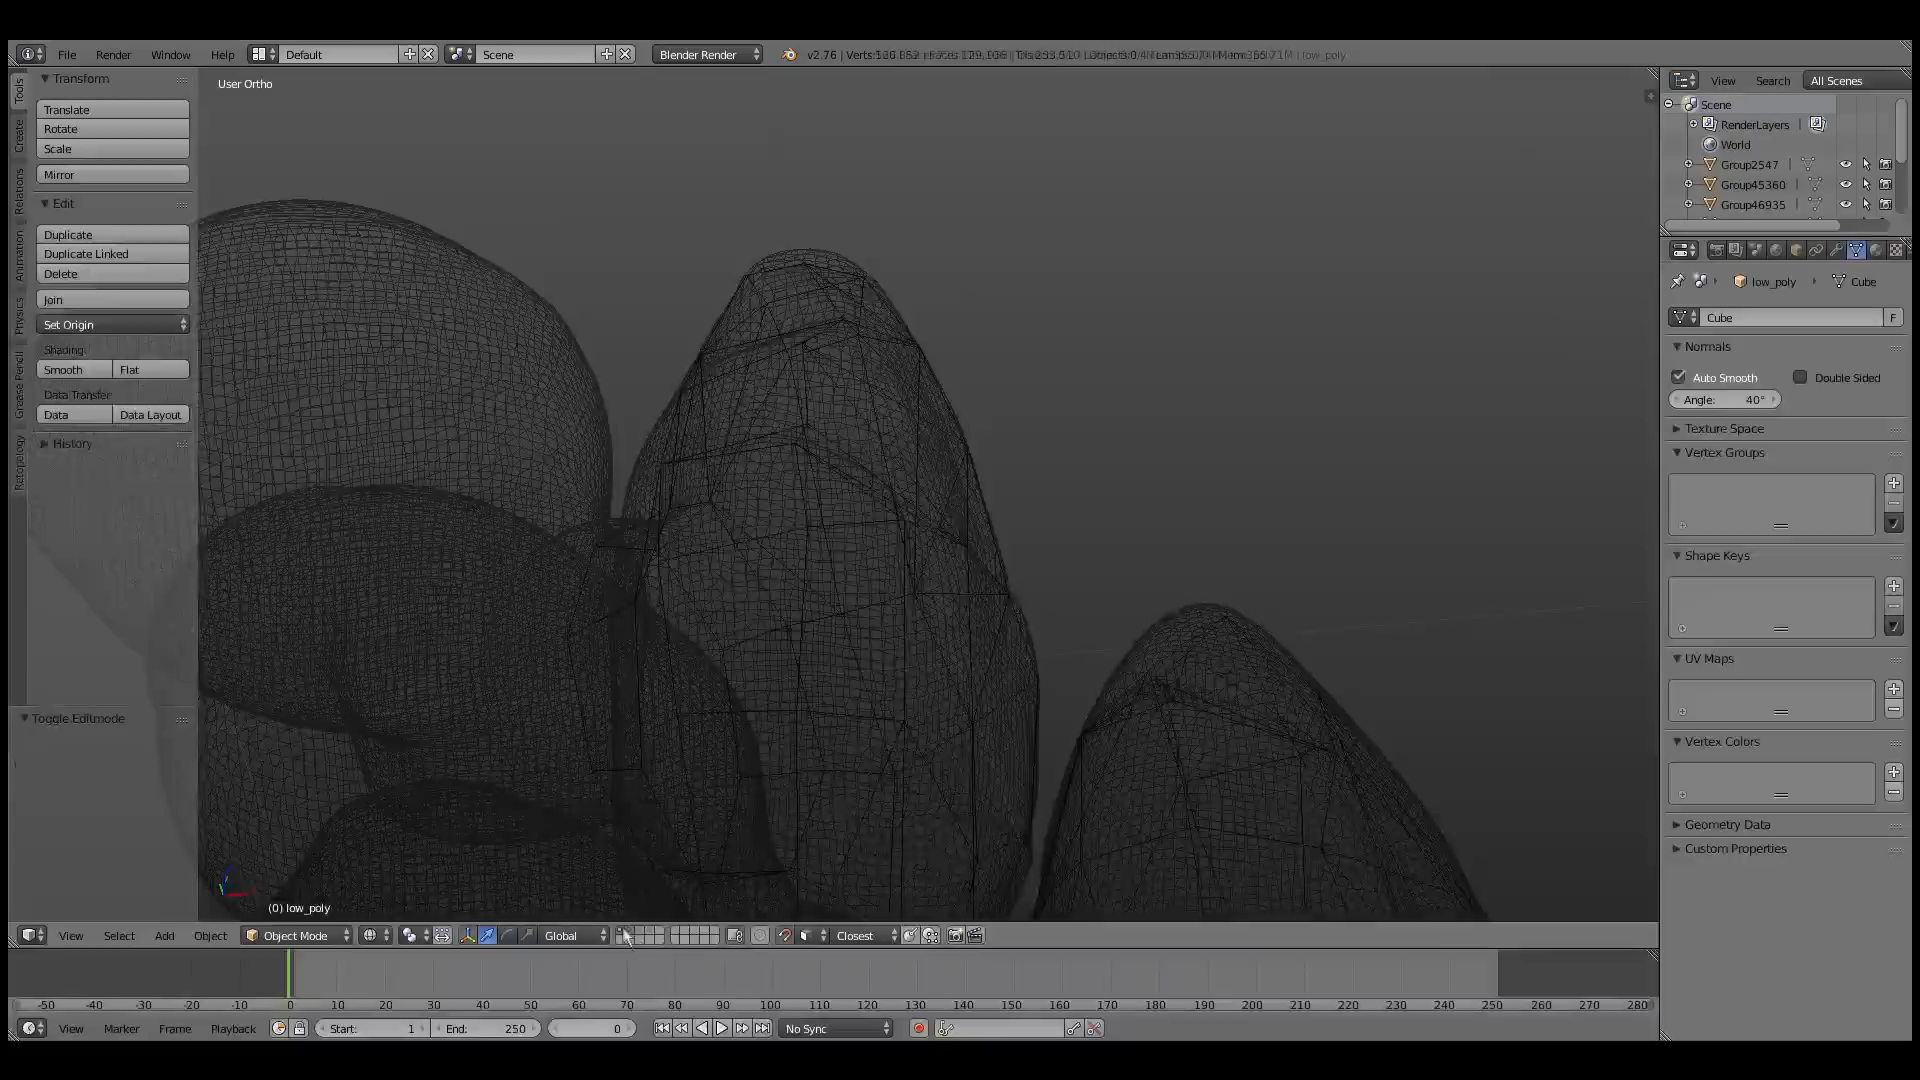 File Render Window Help Default Scene Blender Render v2.76 | low_poly
Tools
Create
Relations
Animation
Physics
Grease Pencil
Retopology
Transform
Translate
Rotate
Scale
Mirror
Edit
Duplicate
Duplicate Linked
Delete
Join
Set Origin
Shading:
Smooth Flat
Data Transfer:
Data Data Layout
History
Toggle Editmode
User Ortho
(0) low_poly
View Search All Scenes
Scene
RenderLayers |
World
Group2547 |
Group45360
Group46935
low_poly Cube
Cube F
Normals
Auto Smooth Double Sided
Angle: 40°
Texture Space
Vertex Groups
Shape Keys
UV Maps
Vertex Colors
Geometry Data
Custom Properties
View Select Add Object Object Mode Global Closest
-50 -40 -30 -20 -10 0 10 20 30 40 50 60 70 80 90 100 110 120 130 140 150 160 170 180 190 200 210 220 230 240 250 260 270 280
View Marker Frame Playback Start: 1 End: 250 0 No Sync